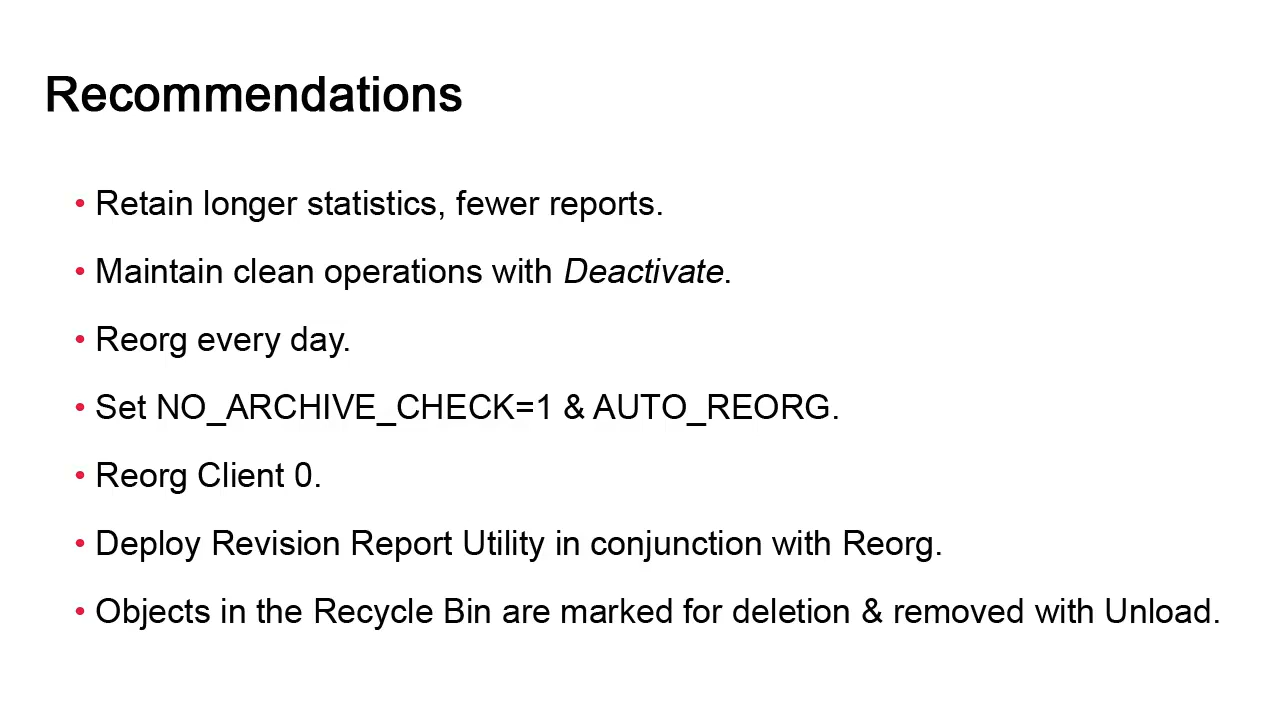 Recommendations
• Retain longer statistics, fewer reports.
• Maintain clean operations with Deactivate.
• Reorg every day.
• Set NO_ARCHIVE_CHECK=1 & AUTO_REORG.
• Reorg Client 0.
• Deploy Revision Report Utility in conjunction with Reorg.
• Objects in the Recycle Bin are marked for deletion & removed with Unload.